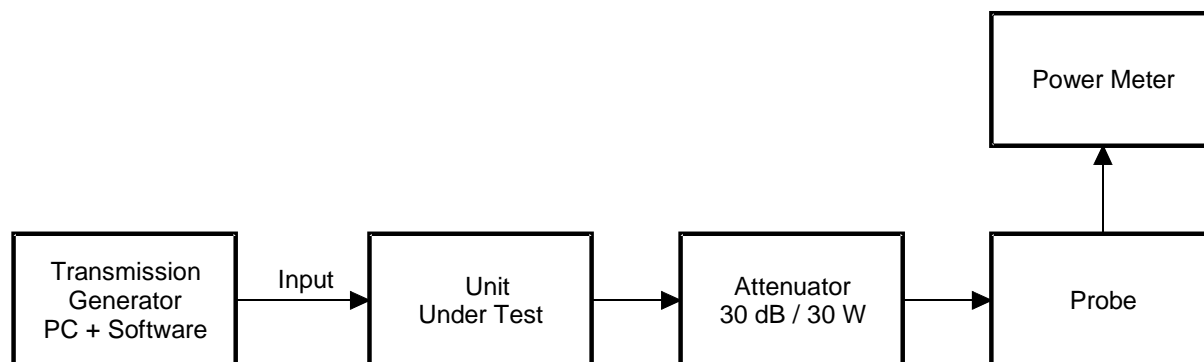 Power Meter
Transmission
Generator
PC + Software
Input
Unit
Under Test
Attenuator
30 dB / 30 W
Probe